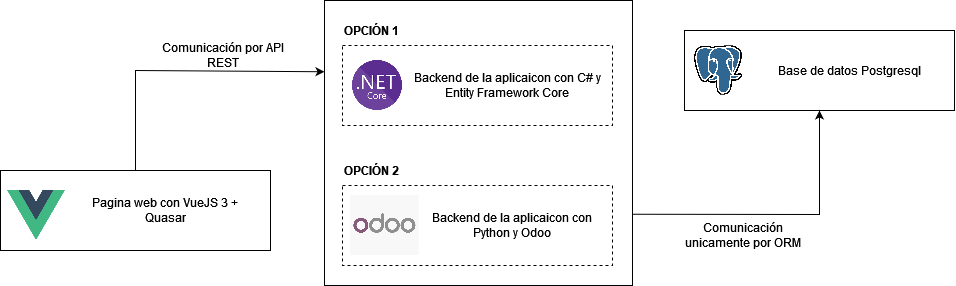 Comunicación por API
REST
OPCIÓN 1
.NET
Core
Backend de la aplicaicon con C# y
Entity Framework Core
OPCIÓN 2
odoo
Backend de la aplicaicon con
Python y Odoo
Pagina web con VueJS 3 +
Quasar
Base de datos Postgresql
Comunicación
unicamente por ORM